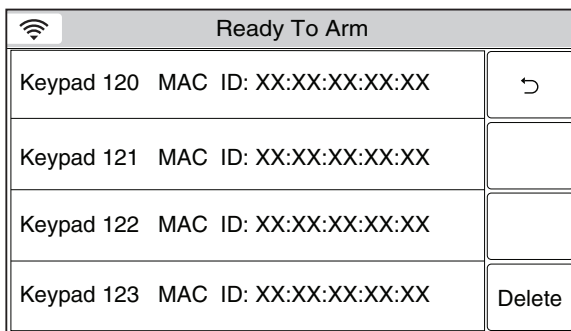 Ready To Arm
Keypad 120 MAC ID: XX:XX:XX:XX:XX
Keypad 121 MAC ID: XX:XX:XX:XX:XX
Keypad 122 MAC ID: XX:XX:XX:XX:XX
Keypad 123 MAC ID: XX:XX:XX:XX:XX
Delete